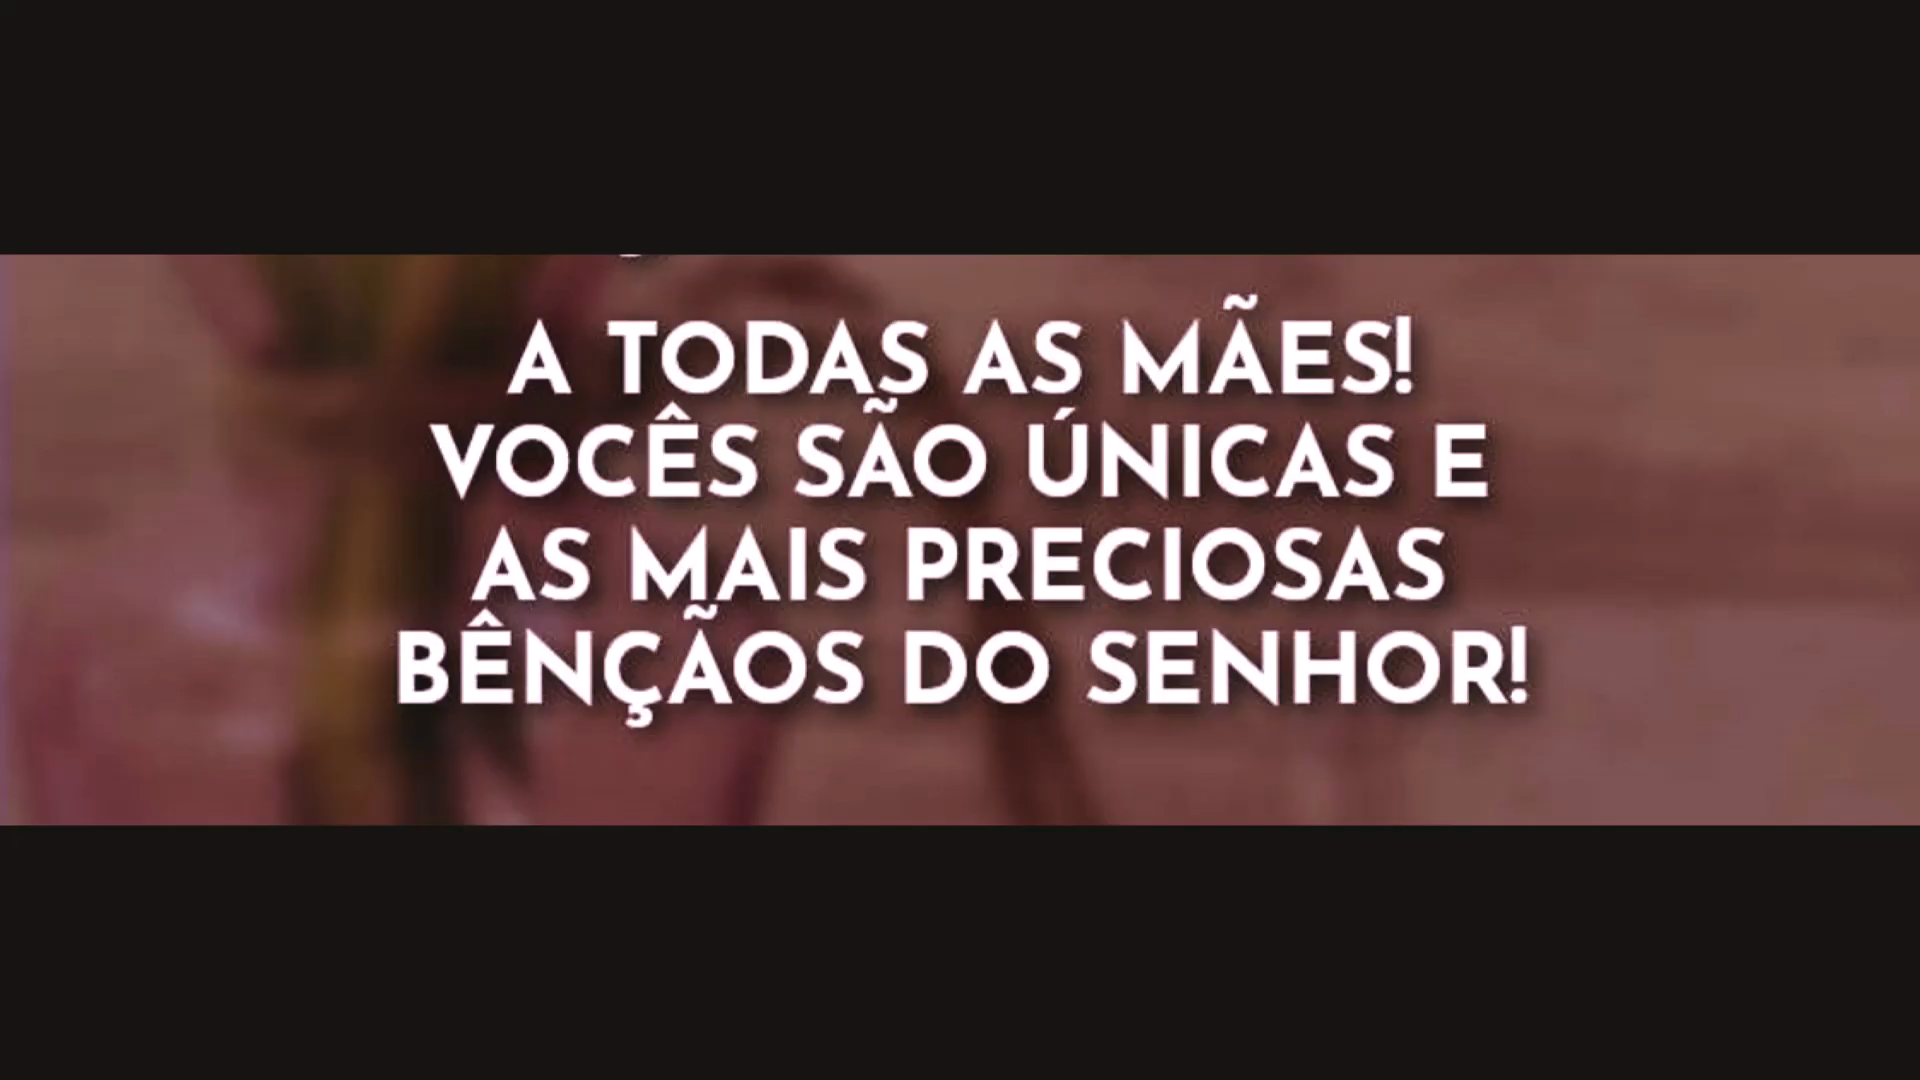 A TODAS AS MÃES!
VOCÊS SÃO ÚNICAS E
AS MAIS PRECIOSAS
BÊNÇÃOS DO SENHOR!